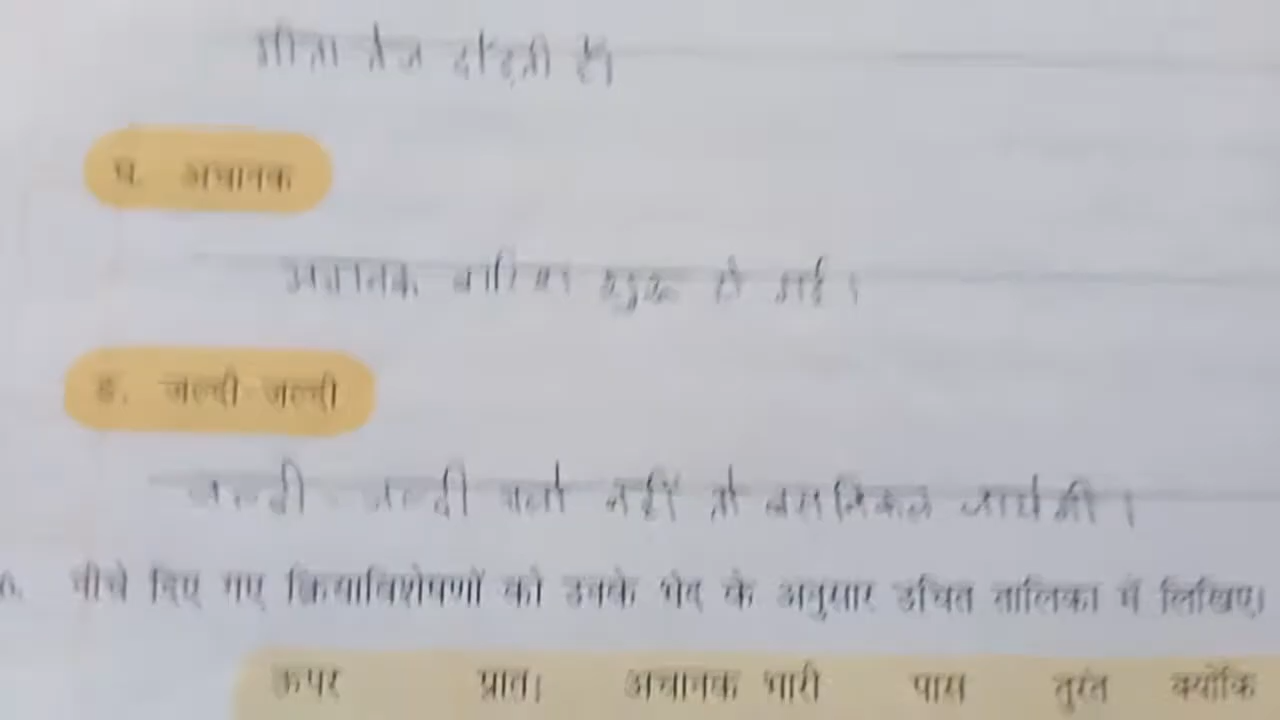 गीता तेज दौड़ती है।
घ. अचानक
अचानक बारिश शुरू हो गई।
ङ. जल्दी-जल्दी
जल्दी-जल्दी चलो नहीं तो बस निकल जायेगी।
6. नीचे दिए गए क्रियाविशेषणों को उनके भेद के अनुसार उचित तालिका में लिखिए।
ऊपर प्रातः अचानक भारी पास तुरंत क्योंकि